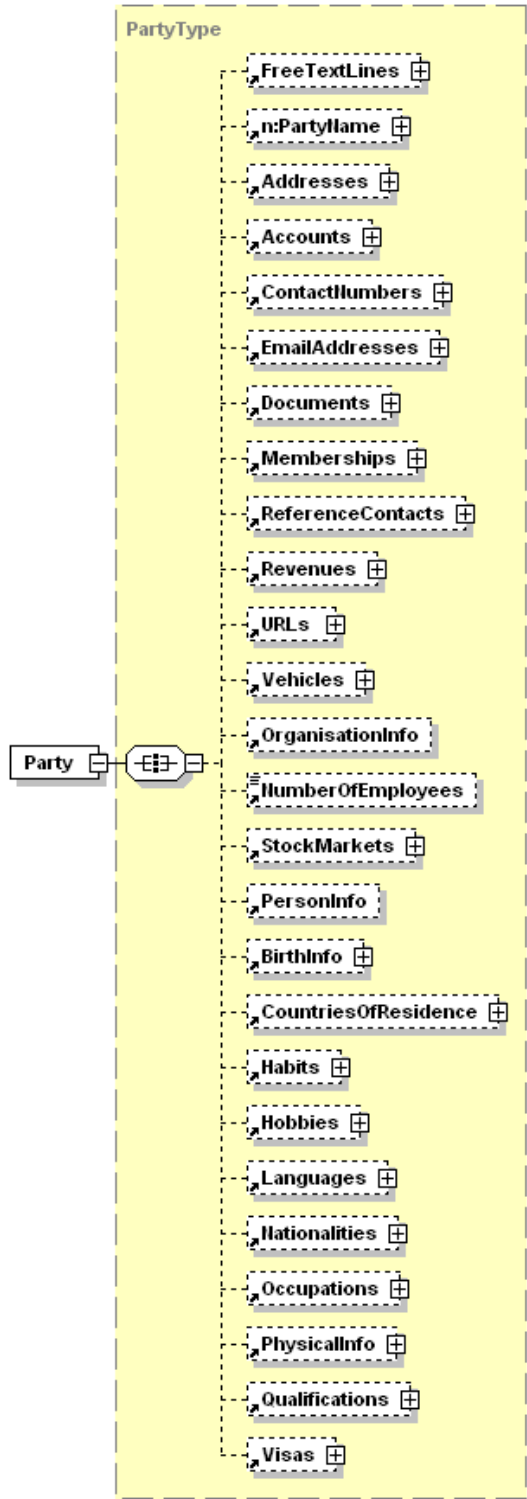 PartyType
FreeTextLines
n:PartyName
Addresses
Accounts
ContactNumbers
EmailAddresses
Documents
Memberships
ReferenceContacts
Revenues
URLs
Vehicles
OrganisationInfo
Party
NumberOfEmployees
StockMarkets
PersonInfo
BirthInfo
CountriesOfResidence
Habits
Hobbies
Languages
Nationalities
Occupations
PhysicalInfo
Qualifications
Visas